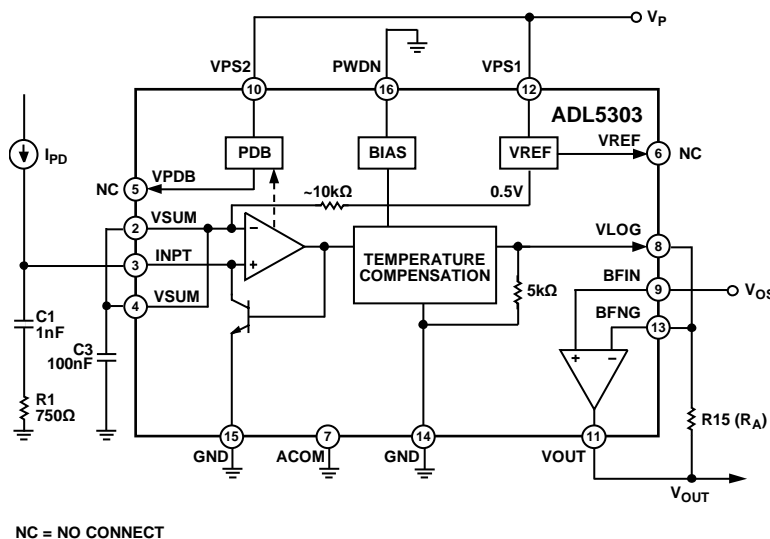 VP
VPS2
PWDN
VPS1
10
16
12
ADL5303
IPD
PDB
BIAS
VREF
VREF
6
NC
NC
5
VPDB
~10kΩ
0.5V
2
VSUM
VLOG
8
3
INPT
TEMPERATURE
COMPENSATION
BFIN
9
VOS
4
VSUM
5kΩ
BFNG
13
C1
1nF
C3
100nF
R1
750Ω
R15 (RA)
15
7
14
11
GND
ACOM
GND
VOUT
VOUT
NC = NO CONNECT